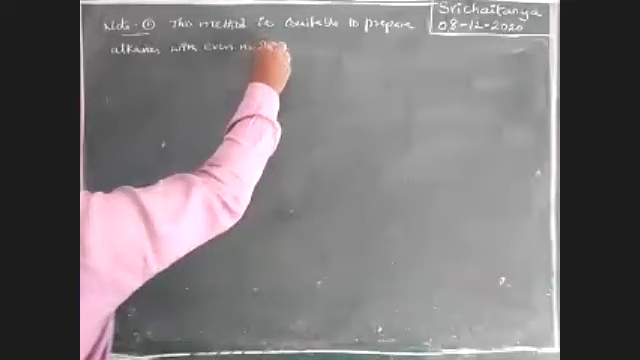 Note:- ① This method is suitable to prepare
alkanes with even
Srichaitanya
08-12-2020